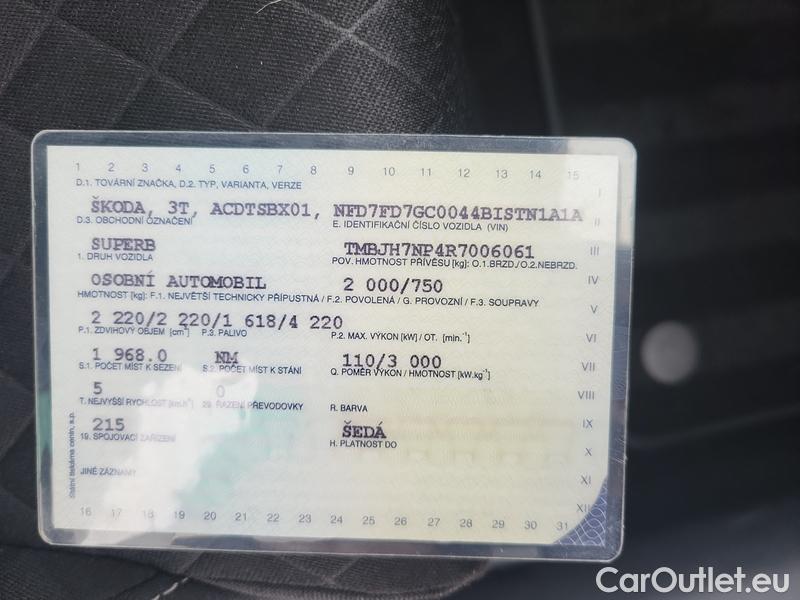 1 2 3 4 5 6 7 8 9 10 11 12 13 14 15
D.1. TOVÁRNÍ ZNAČKA, D.2. TYP, VARIANTA, VERZE
I
ŠKODA, 3T, ACDTSBX01, NFD7FD7GC0044BISTN1A1A
II
D.3. OBCHODNÍ OZNAČENÍ E. IDENTIFIKAČNÍ ČÍSLO VOZIDLA (VIN)
SUPERB TMBJH7NP4R7006061
III
1. DRUH VOZIDLA POV. HMOTNOST PŘÍVĚSU [kg]: O.1.BRZD./O.2.NEBRZD.
OSOBNÍ AUTOMOBIL 2 000/750
IV
HMOTNOST [kg]: F.1. NEJVĚTŠÍ TECHNICKY PŘÍPUSTNÁ / F.2. POVOLENÁ / G. PROVOZNÍ / F.3. SOUPRAVY
V
2 220/2 220/1 618/4 220
P.1. ZDVIHOVÝ OBJEM [cm³] P.3. PALIVO P.2. MAX. VÝKON [kW] / OT. [min.⁻¹]
VI
1 968.0 NM 110/3 000
S.1. POČET MÍST K SEZENÍ S.2. POČET MÍST K STÁNÍ Q. POMĚR VÝKON / HMOTNOST [kW.kg⁻¹]
VII
5 0
VIII
T. NEJVYŠŠÍ RYCHLOST [km.h⁻¹] 29. ŘAZENÍ PŘEVODOVKY R. BARVA
215 ŠEDÁ
IX
19. SPOJOVACÍ ZAŘÍZENÍ H. PLATNOST DO
X
JINÉ ZÁZNAMY
XI
XII
Státní tiskárna cenin, s.p.
16 17 18 19 20 21 22 23 24 25 26 27 28 29 30 31
CarOutlet.eu